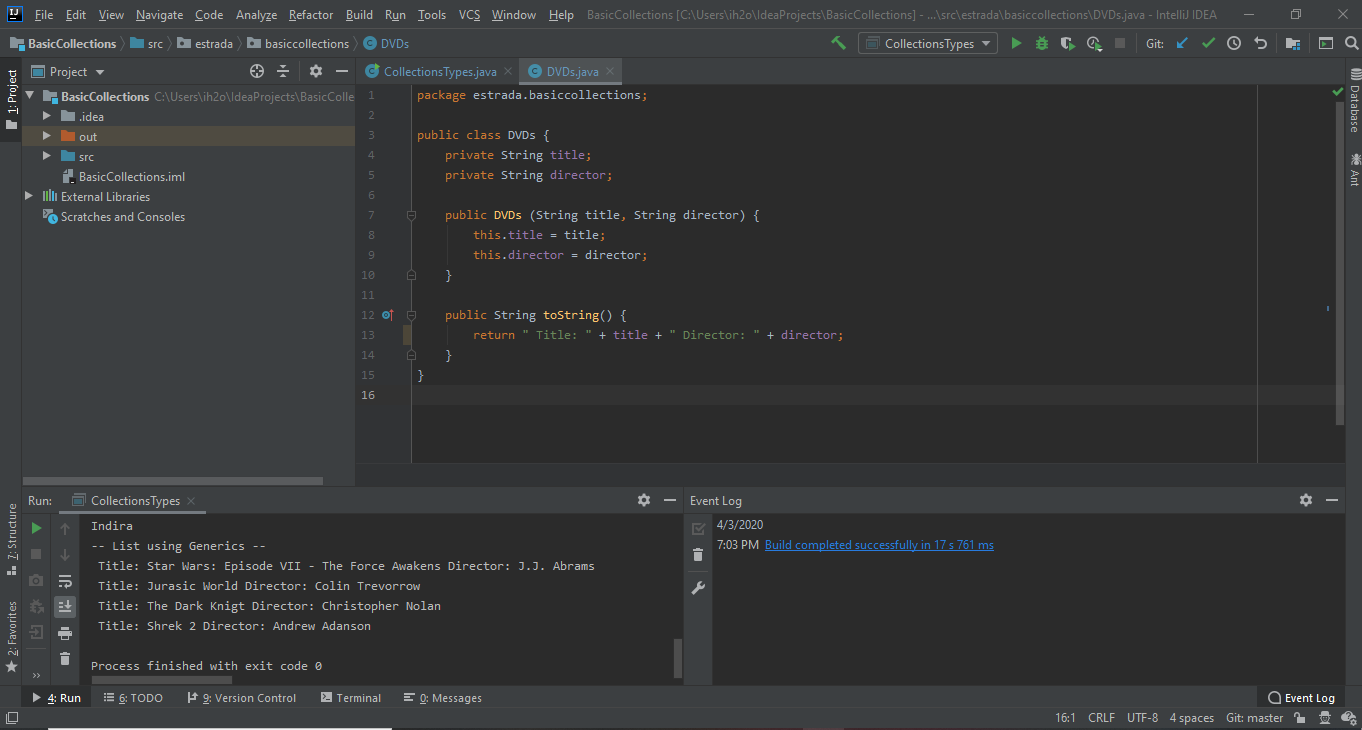 File Edit View Navigate Code Analyze Refactor Build Run Tools VCS Window Help BasicCollections [C:\Users\ih2o\IdeaProjects\BasicCollections] - ...\src\estrada\basiccollections\DVDs.java - IntelliJ IDEA
BasicCollections src estrada basiccollections DVDs CollectionsTypes Git:
1: Project
Project
BasicCollections C:\Users\ih2o\IdeaProjects\BasicColle
.idea
out
src
BasicCollections.iml
External Libraries
Scratches and Consoles
CollectionsTypes.java DVDs.java
1 package estrada.basiccollections;
2
3 public class DVDs {
4 private String title;
5 private String director;
6
7 public DVDs (String title, String director) {
8 this.title = title;
9 this.director = director;
10 }
11
12 public String toString() {
13 return " Title: " + title + " Director: " + director;
14 }
15 }
16
Database
Ant
7: Structure
2: Favorites
Run: CollectionsTypes
Indira
-- List using Generics --
Title: Star Wars: Episode VII - The Force Awakens Director: J.J. Abrams
Title: Jurasic World Director: Colin Trevorrow
Title: The Dark Knigt Director: Christopher Nolan
Title: Shrek 2 Director: Andrew Adanson
Process finished with exit code 0
Event Log
4/3/2020
7:03 PM Build completed successfully in 17 s 761 ms
4: Run 6: TODO 9: Version Control Terminal 0: Messages Event Log
16:1 CRLF UTF-8 4 spaces Git: master